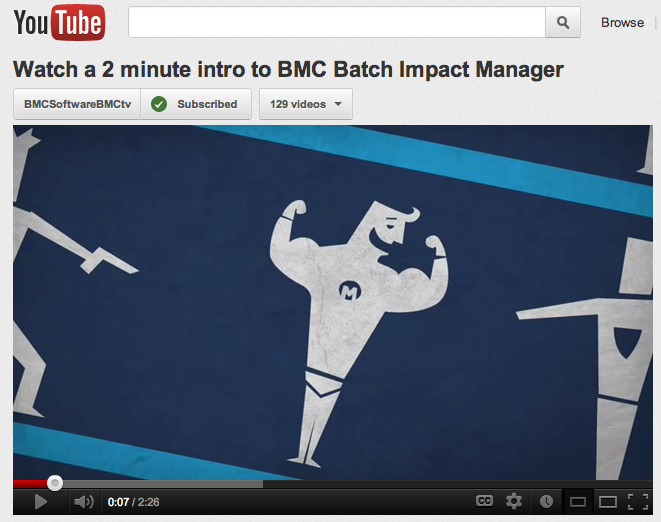 YouTube
Browse
Watch a 2 minute intro to BMC Batch Impact Manager
BMCSoftwareBMCtv
Subscribed
129 videos
M
0:07 / 2:26
CC